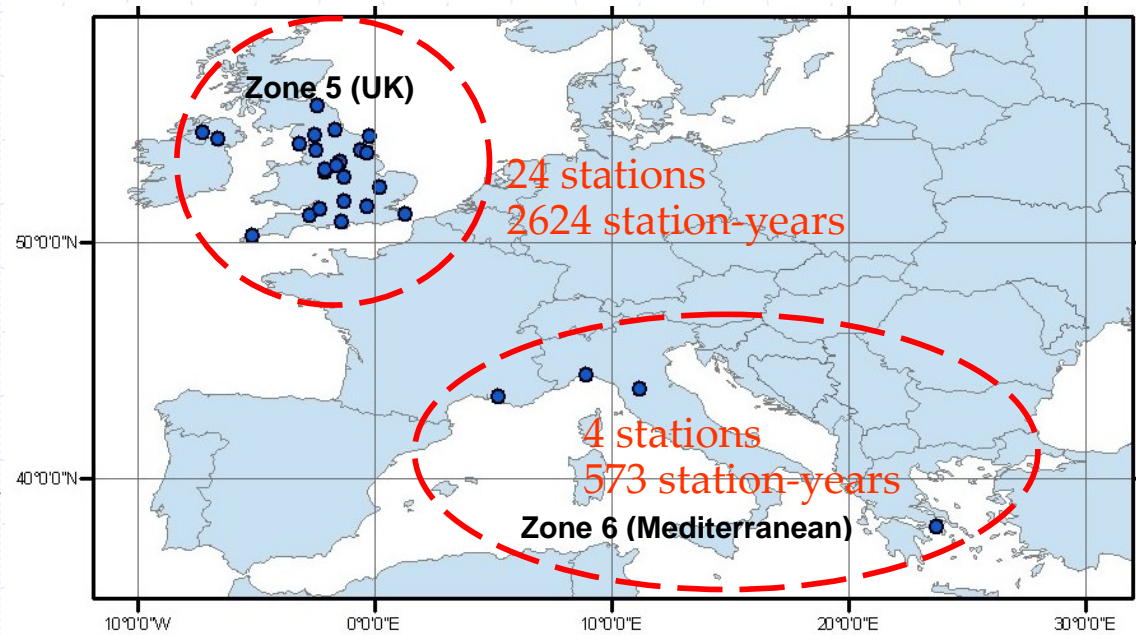 Zone 5 (UK)
24 stations
2624 station-years
50°0'0"N
4 stations
573 station-years
40°0'0"N
Zone 6 (Mediterranean)
10°0'0"W
0°0'0"E
10°0'0"E
20°0'0"E
30°0'0"E